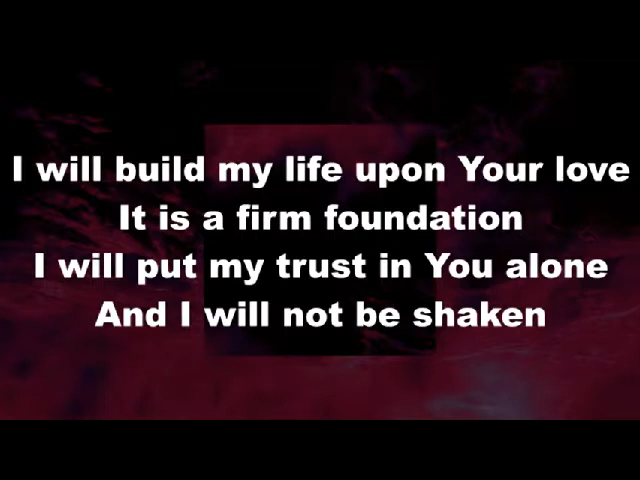 I will build my life upon Your love
It is a firm foundation
I will put my trust in You alone
And I will not be shaken